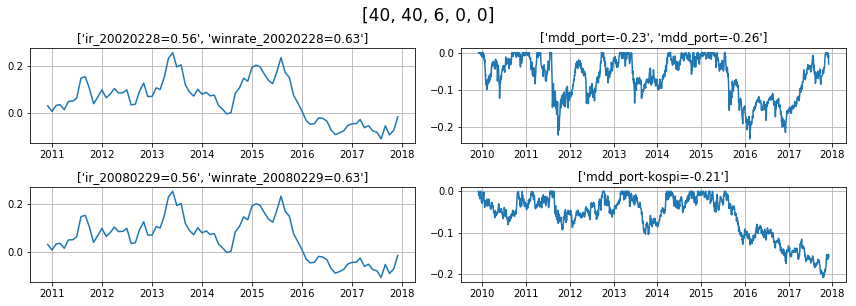 [40, 40, 6, 0, 0]
['ir_20020228=0.56', 'winrate_20020228=0.63']
0.2
0.0
2011 2012 2013 2014 2015 2016 2017 2018
['mdd_port=-0.23', 'mdd_port=-0.26']
0.0
−0.1
−0.2
2010 2011 2012 2013 2014 2015 2016 2017 2018
['ir_20080229=0.56', 'winrate_20080229=0.63']
0.2
0.0
2011 2012 2013 2014 2015 2016 2017 2018
['mdd_port-kospi=-0.21']
0.0
−0.1
−0.2
2010 2011 2012 2013 2014 2015 2016 2017 2018